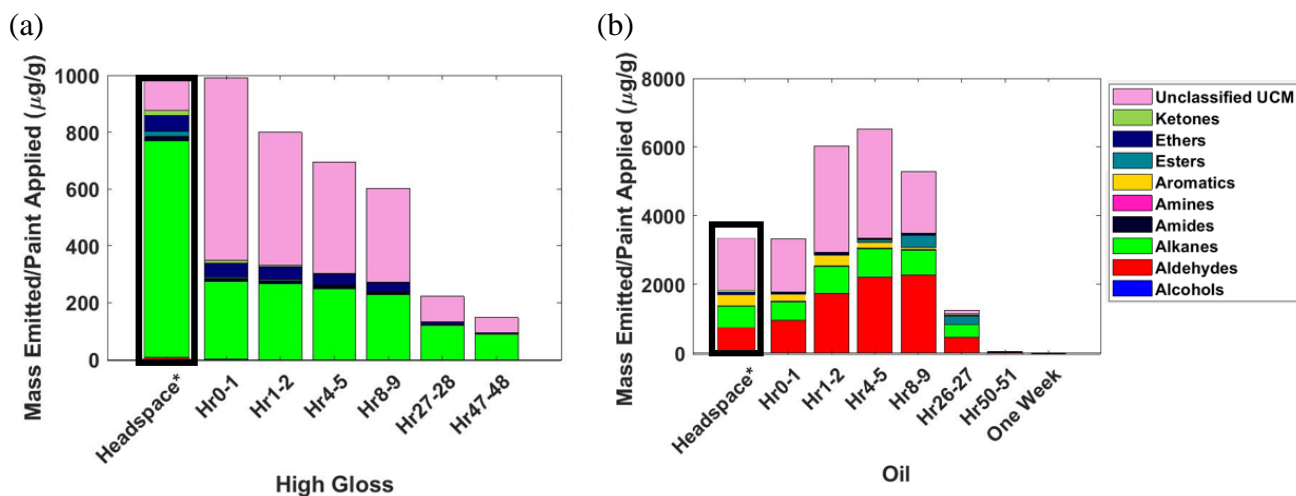 (a)
Mass Emitted/Paint Applied (μg/g)
1000
800
600
400
200
0
Headspace*
Hr0-1
Hr1-2
Hr4-5
Hr8-9
Hr27-28
Hr47-48
High Gloss
(b)
Mass Emitted/Paint Applied (μg/g)
8000
6000
4000
2000
0
Headspace*
Hr0-1
Hr1-2
Hr4-5
Hr8-9
Hr26-27
Hr50-51
One Week
Oil
Unclassified UCM
Ketones
Ethers
Esters
Aromatics
Amines
Amides
Alkanes
Aldehydes
Alcohols